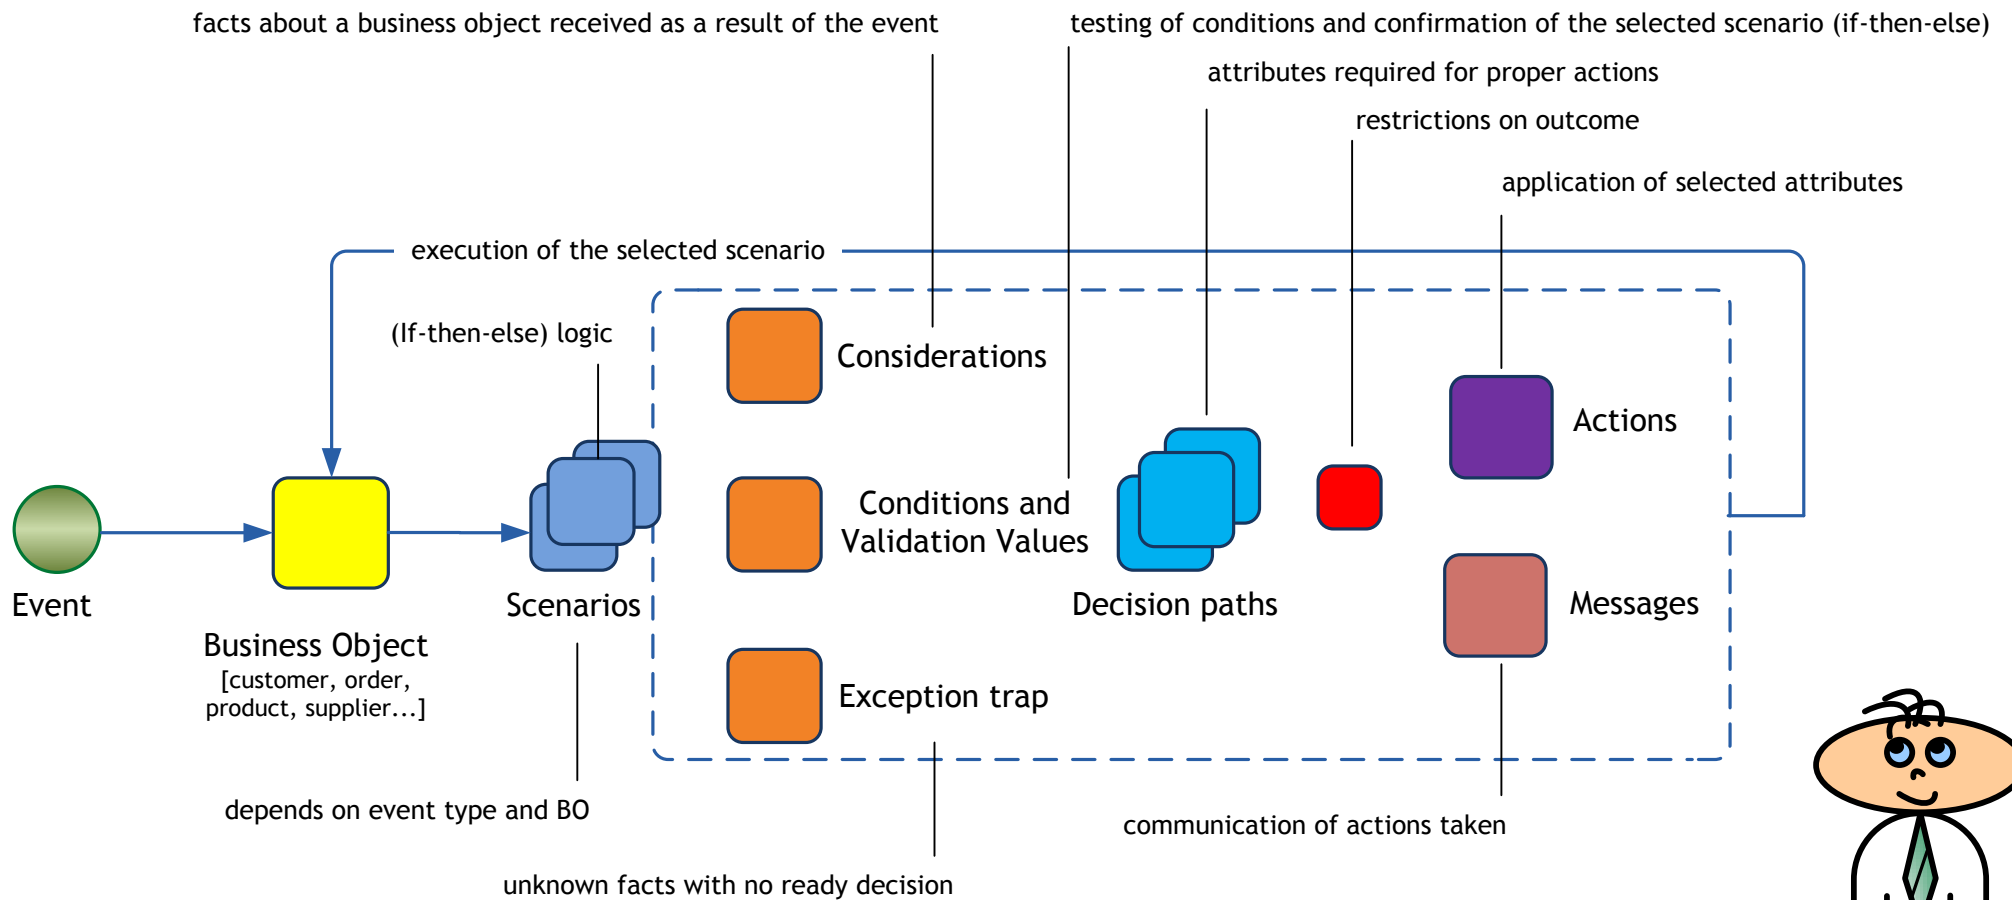 facts about a business object received as a result of the event
testing of conditions and confirmation of the selected scenario (if-then-else)
attributes required for proper actions
restrictions on outcome
application of selected attributes
execution of the selected scenario
(If-then-else) logic
Considerations
Actions
Conditions and
Validation Values
Event
Scenarios
Decision paths
Messages
Business Object
[customer, order,
product, supplier...]
Exception trap
depends on event type and BO
communication of actions taken
unknown facts with no ready decision